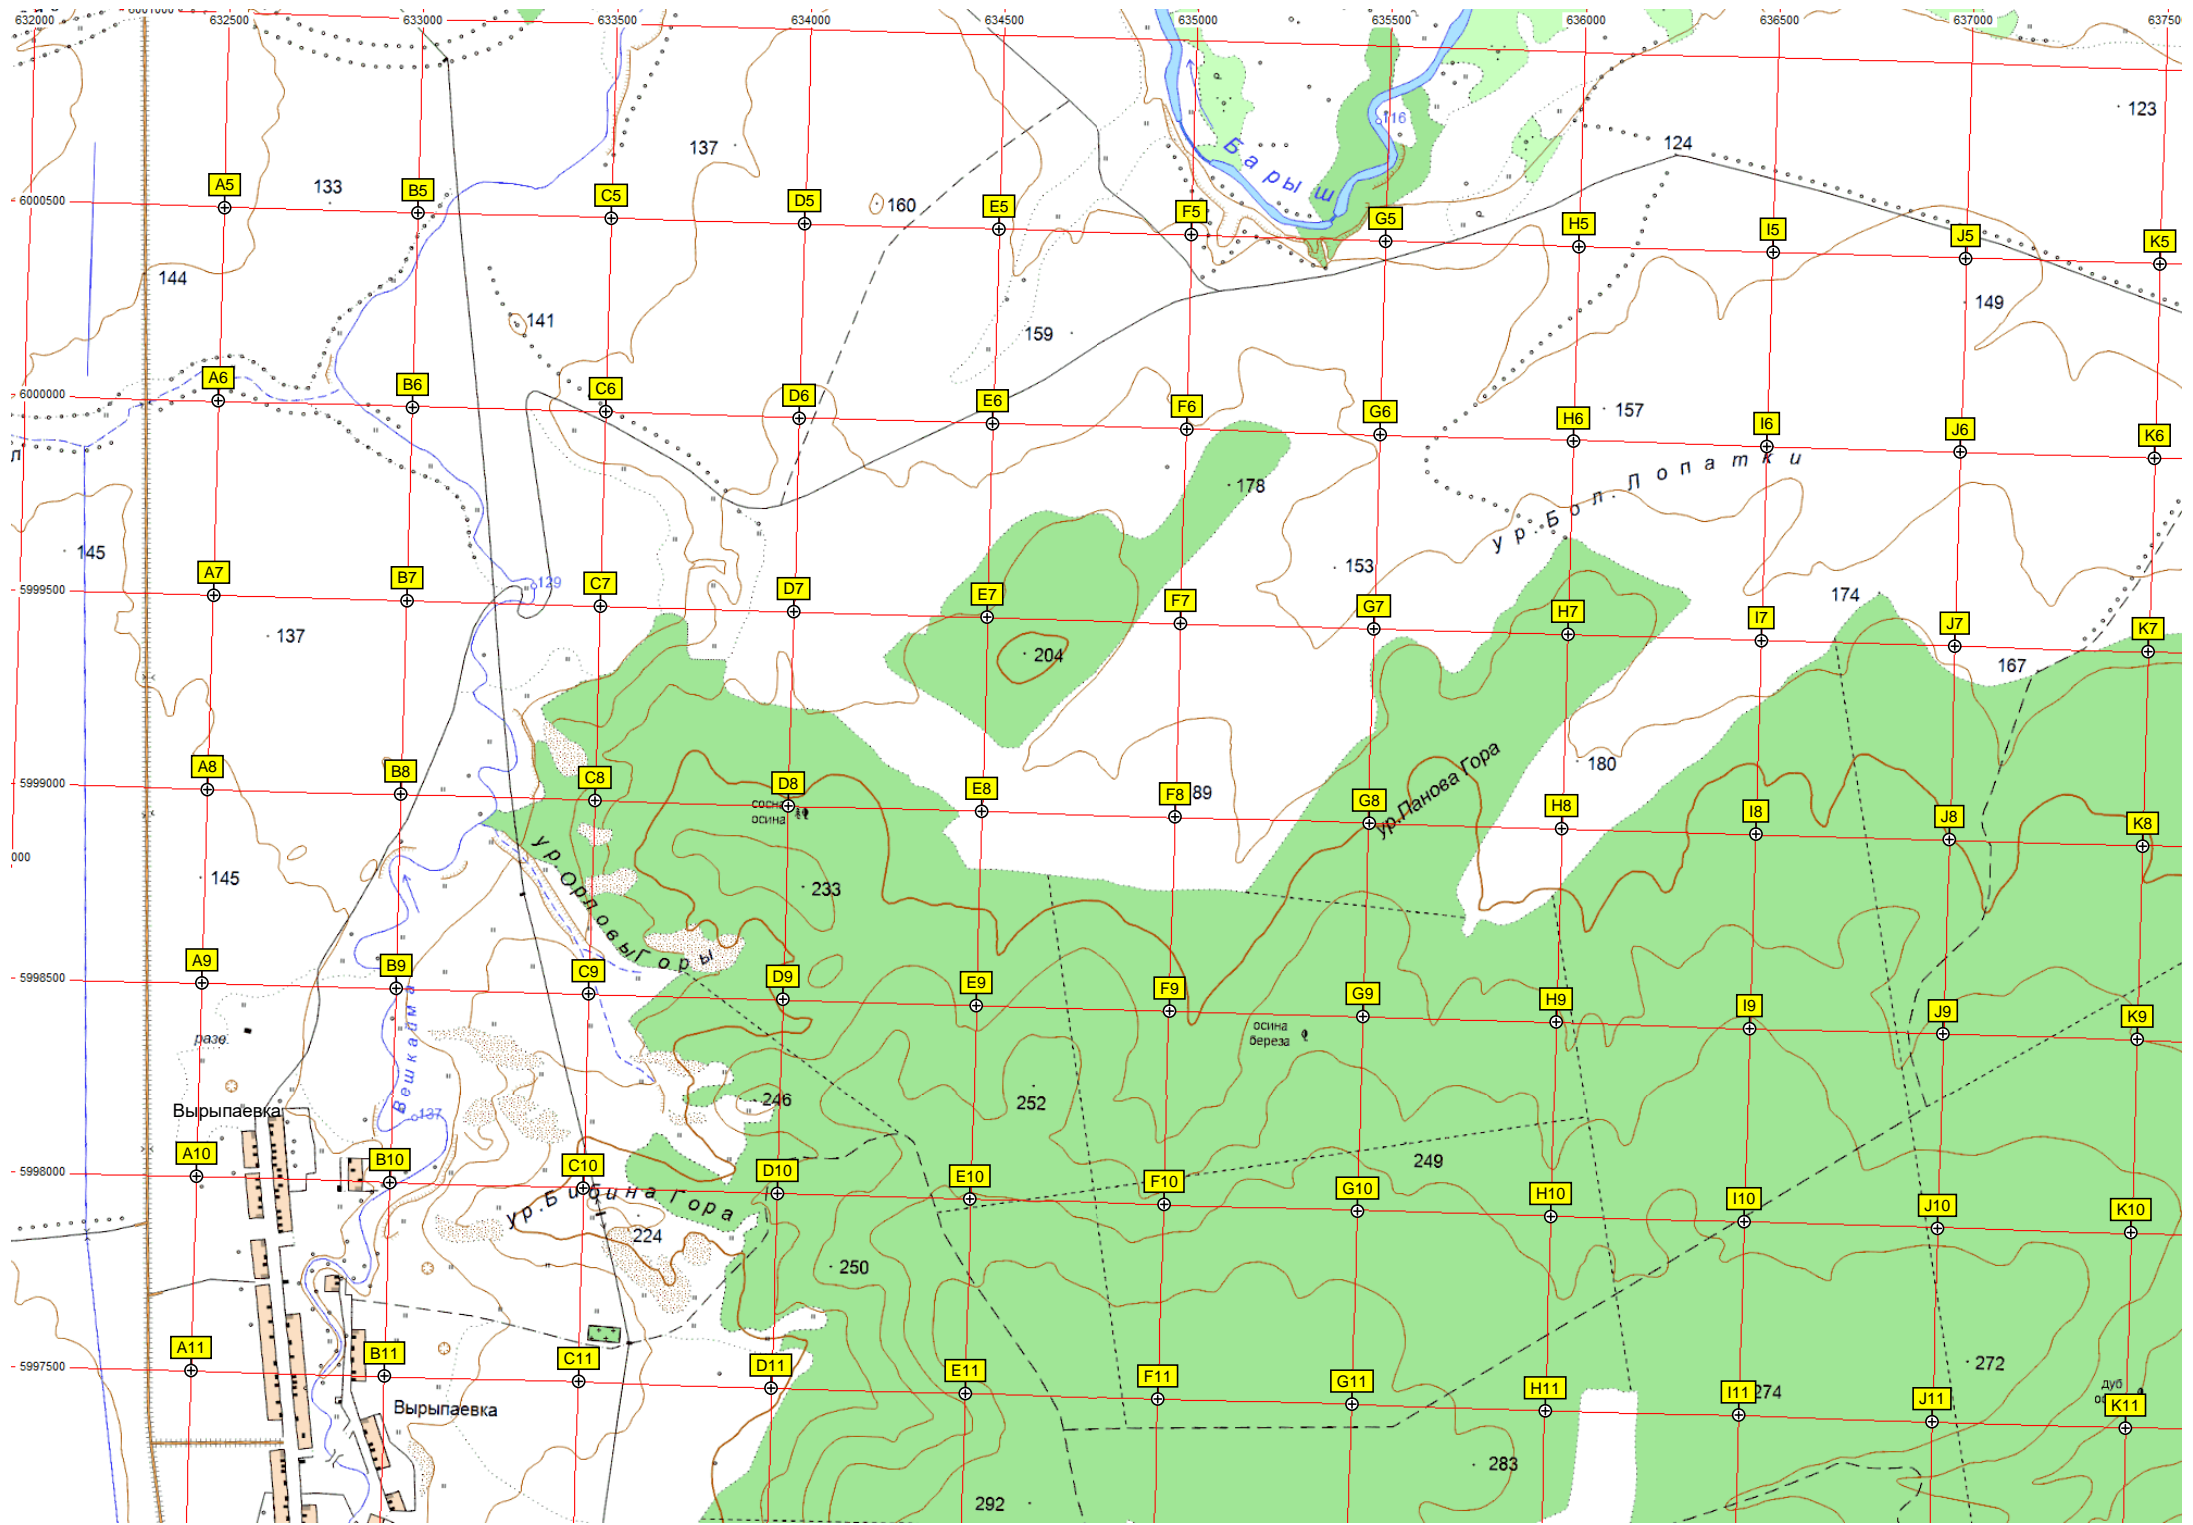 632000 632500 633000 633500 634000 634500 635000 635500 636000 636500 637000 63750
123
116
124
137
Барыш
133
A5 B5 C5 D5 E5 F5 G5 H5 I5 J5 K5
6000500
160
144
149
141
159
A6 B6 C6 D6 E6 F6 G6 H6 I6 J6 K6
6000000
157
л
ур. Бол. Лопатки
178
145
153
129
174
A7 B7 C7 D7 E7 F7 G7 H7 I7 J7 K7
5999500
137
204
167
ур. Панова Гора
180
A8 B8 C8 D8 E8 F8 89 G8 H8 I8 J8 K8
5999000
сосна
осина
000
145
233
ур. Орловы Горы
A9 B9 C9 D9 E9 F9 G9 H9 I9 J9 K9
5998500
осина
береза
разв.
Вешкайма
246
252
Вырыпаевка
137
249
A10 B10 C10 D10 E10 F10 G10 H10 I10 J10 K10
5998000
ур. Бибина Гора
224
250
A11 B11 C11 D11 E11 F11 G11 H11 I11 274 J11 K11
5997500
272
дуб
Вырыпаевка
283
292